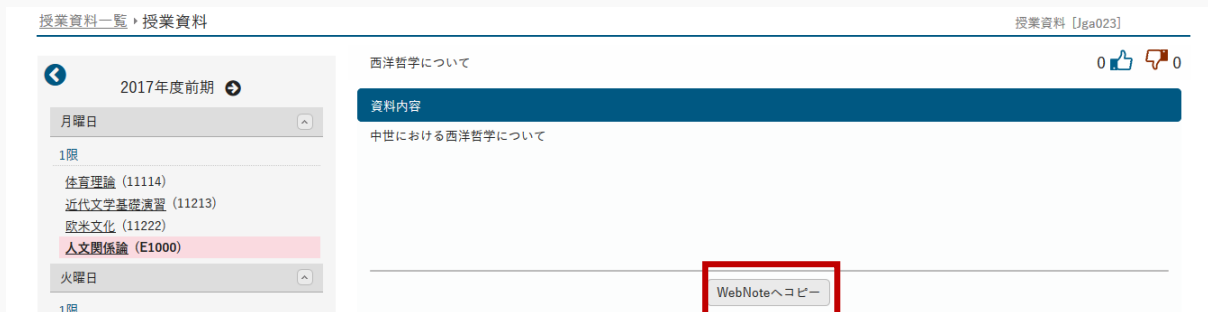 授業資料一覧 ▸ 授業資料 授業資料 [Jga023]
2017年度前期
月曜日
1限
体育理論 (11114)
近代文学基礎演習 (11213)
欧米文化 (11222)
人文関係論 (E1000)
火曜日
1限
西洋哲学について 0 0
資料内容
中世における西洋哲学について
WebNoteへコピー